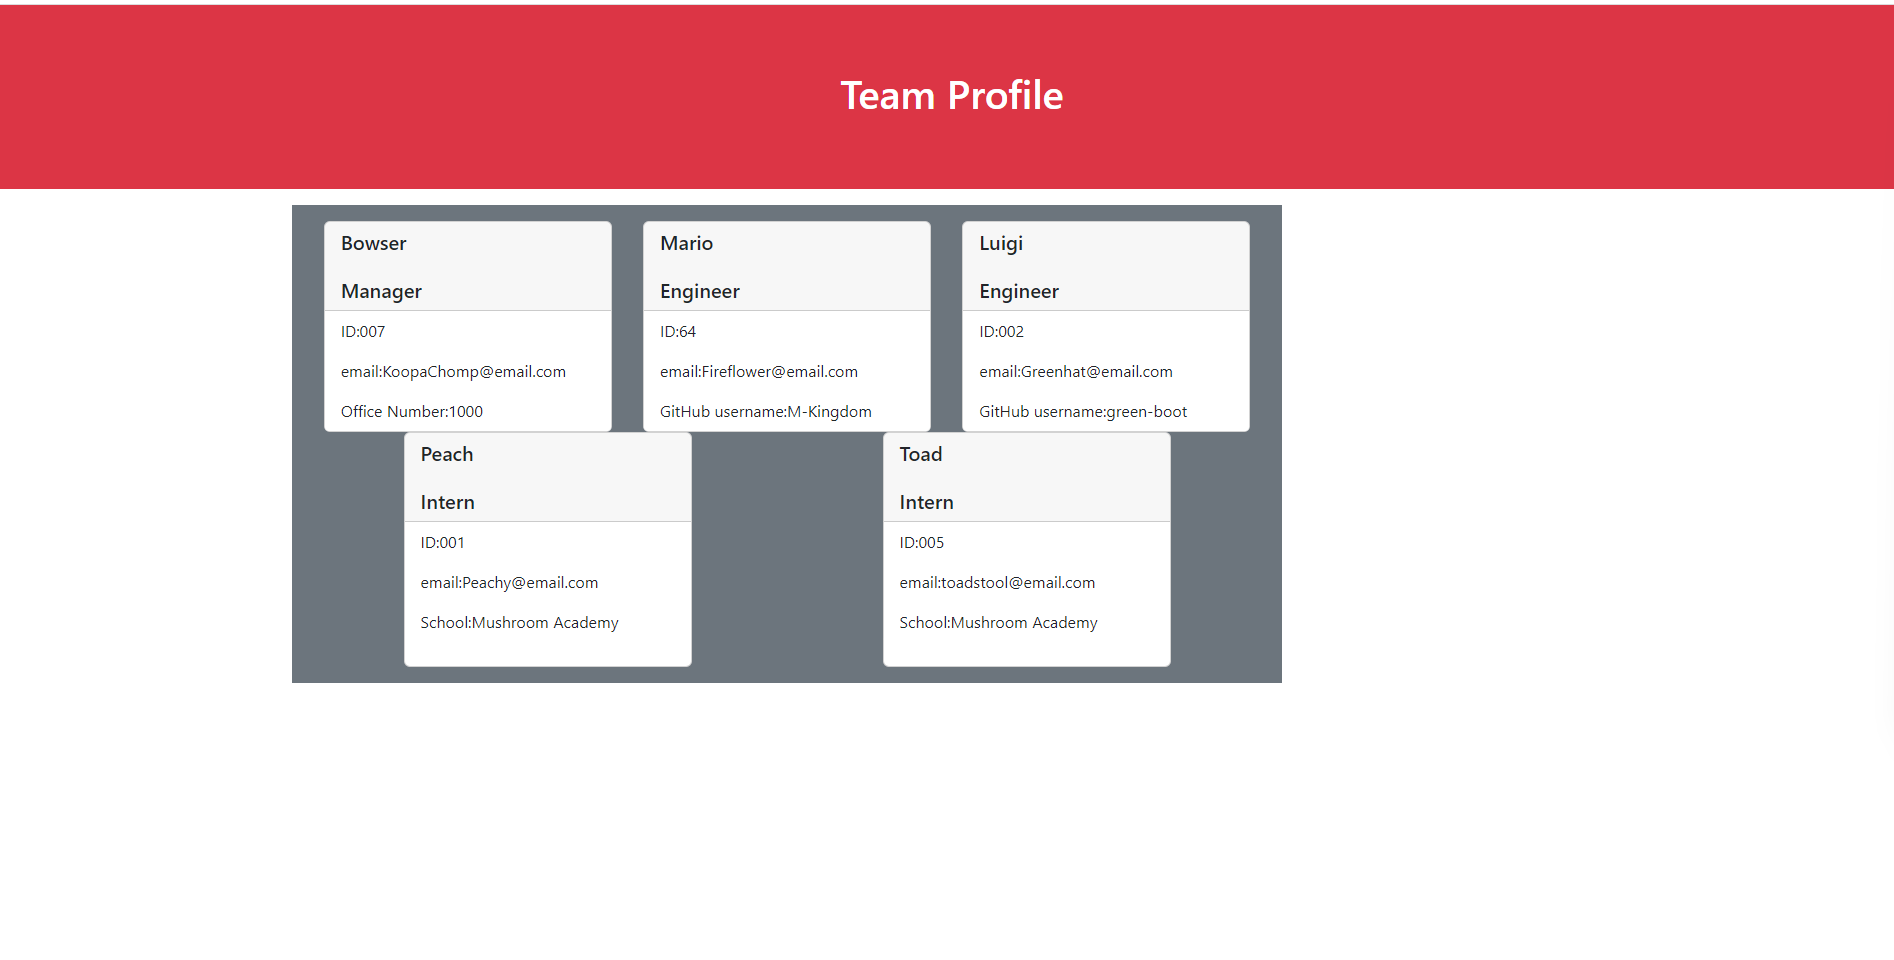 Team Profile
Bowser
Manager
ID:007
email:KoopaChomp@email.com
Office Number:1000
Mario
Engineer
ID:64
email:Fireflower@email.com
GitHub username:M-Kingdom
Luigi
Engineer
ID:002
email:Greenhat@email.com
GitHub username:green-boot
Peach
Intern
ID:001
email:Peachy@email.com
School:Mushroom Academy
Toad
Intern
ID:005
email:toadstool@email.com
School:Mushroom Academy